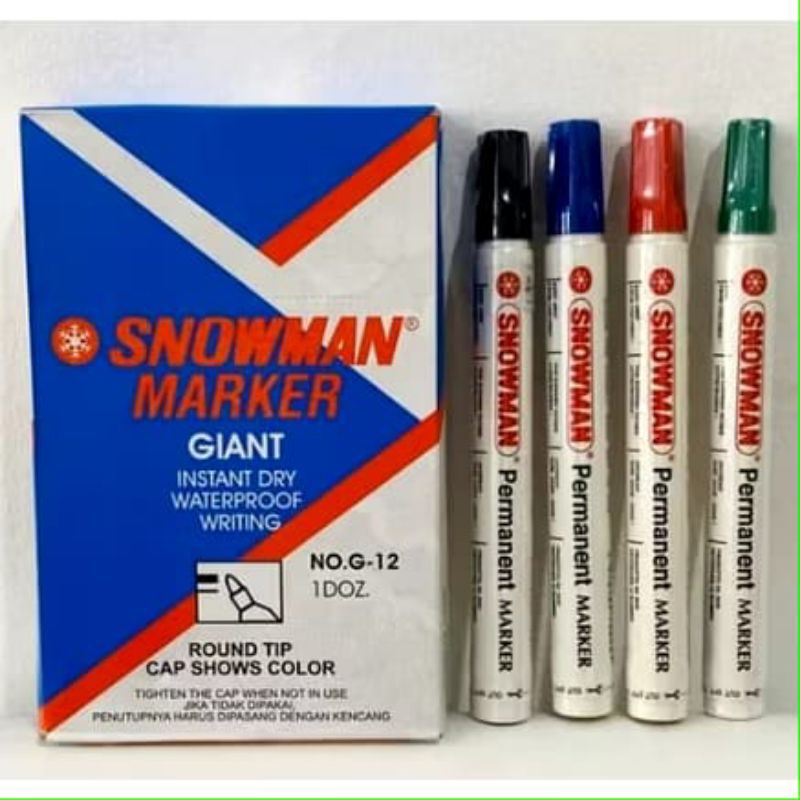 SNOWMAN®
MARKER
GIANT
INSTANT DRY
WATERPROOF
WRITING
NO.G-12
1DOZ.
ROUND TIP
CAP SHOWS COLOR
TIGHTEN THE CAP WHEN NOT IN USE
JIKA TIDAK DIPAKAI,
PENUTUPNYA HARUS DIPASANG DENGAN KENCANG
SNOWMAN® Permanent MARKER
SNOWMAN® Permanent MARKER
SNOWMAN® Permanent MARKER
SNOWMAN® Permanent MARKER